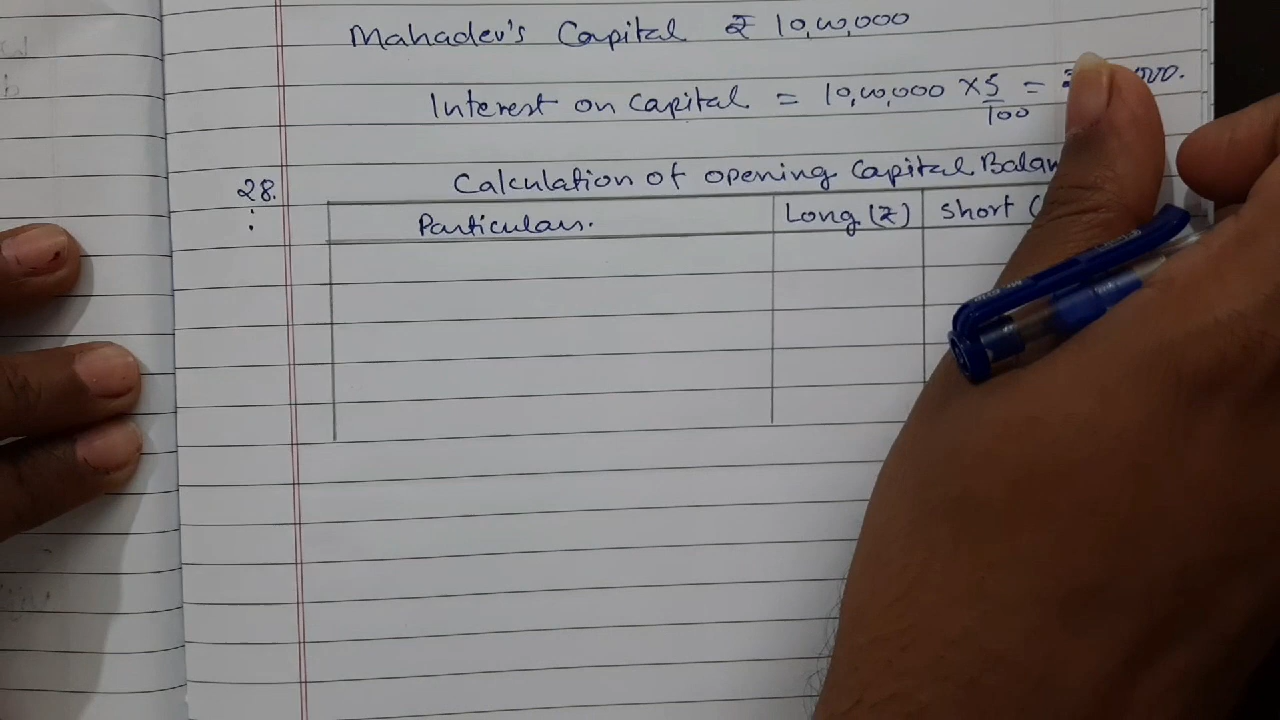 Mahadev's Capital ₹ 10,00,000
Interest on Capital = 10,00,000 × 5/100 =
28. Calculation of opening Capital
: Particulars. Long (₹) Short (